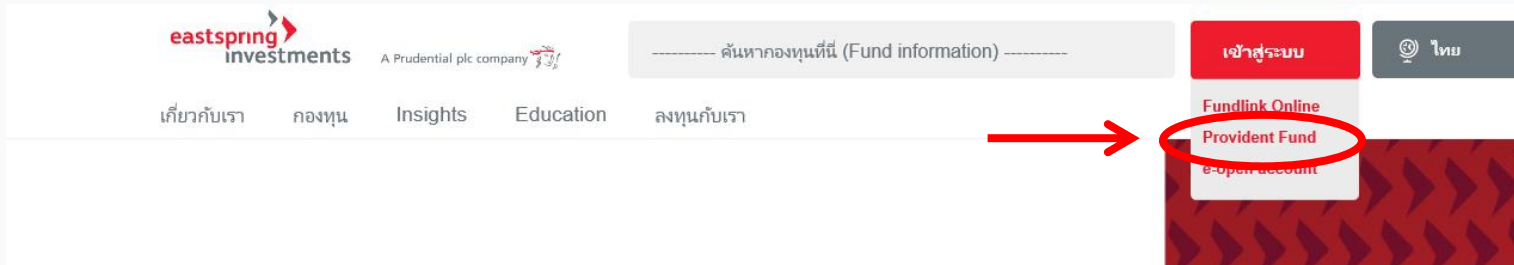 eastspring
investments
A Prudential plc company
---------- ค้นหากองทุนที่นี่ (Fund information) ----------
เข้าสู่ระบบ
ไทย
เกี่ยวกับเรา
กองทุน
Insights
Education
ลงทุนกับเรา
Fundlink Online
Provident Fund
e-open account